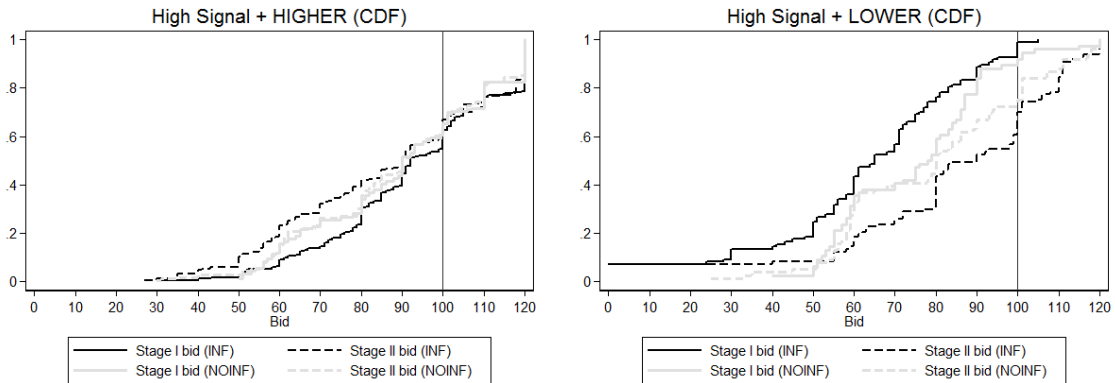 High Signal + HIGHER (CDF)
1
.8
.6
.4
.2
0
0 10 20 30 40 50 60 70 80 90 100 110 120
Bid
Stage I bid (INF) Stage II bid (INF)
Stage I bid (NOINF) Stage II bid (NOINF)
High Signal + LOWER (CDF)
1
.8
.6
.4
.2
0
0 10 20 30 40 50 60 70 80 90 100 110 120
Bid
Stage I bid (INF) Stage II bid (INF)
Stage I bid (NOINF) Stage II bid (NOINF)